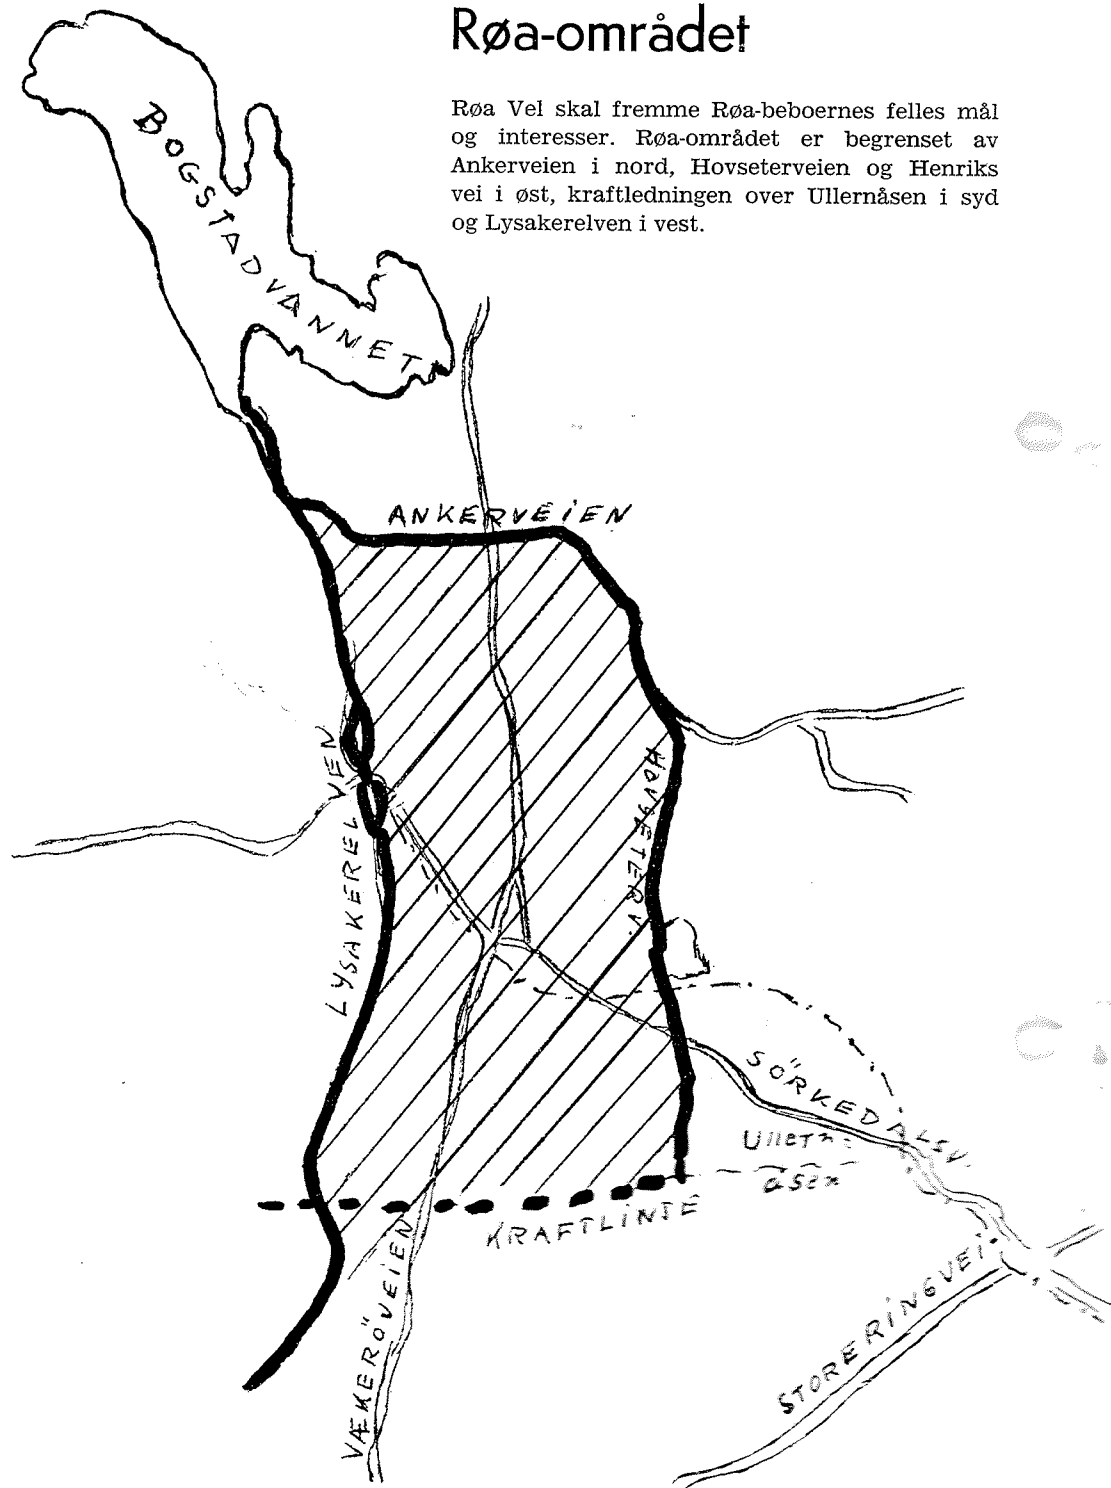 Røa-området
Røa Vel skal fremme Røa-beboernes felles mål
og interesser. Røa-området er begrenset av
Ankerveien i nord, Hovseterveien og Henriks
vei i øst, kraftledningen over Ullernåsen i syd
og Lysakerelven i vest.
BOGSTADVANNET
ANKERVEIEN
HOVSETERV.
LYSAKERELVEN
SÖRKEDALSV.
Ullern-
åsen
KRAFTLINJE
VÆKERÖVEIEN
STORERINGVEI